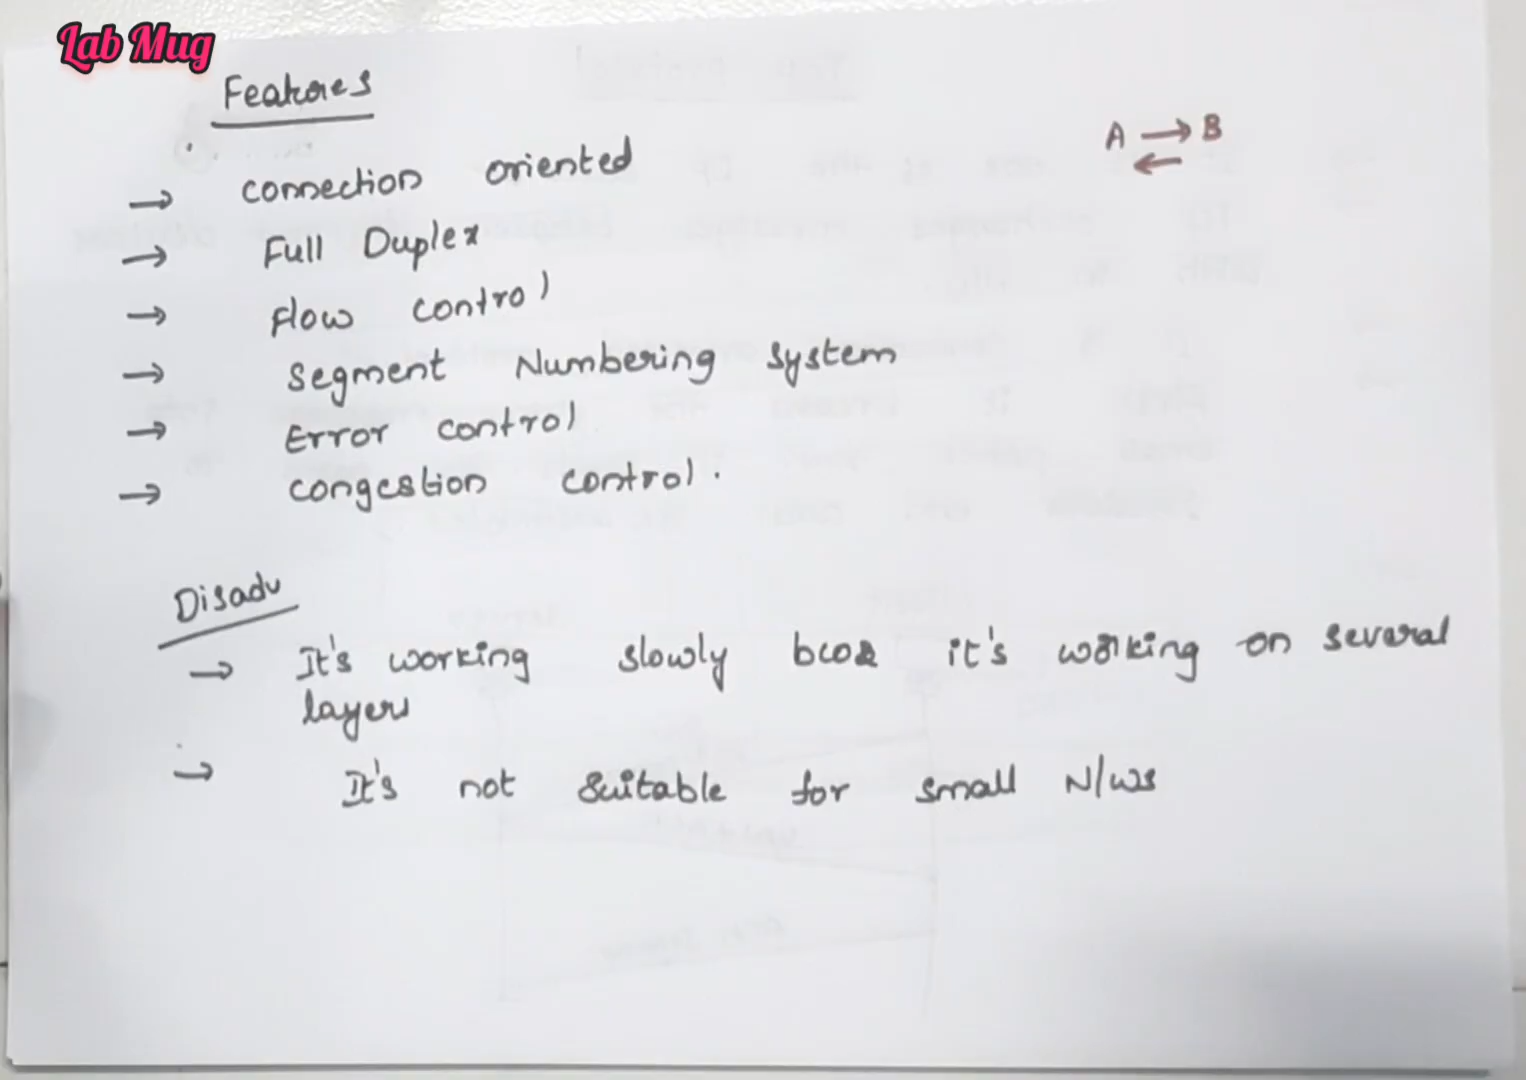 Lab Mug
Features
A → B
←
→ connection oriented
→ Full Duplex
→ Flow control
→ Segment Numbering System
→ Error control
→ congestion control.
Disadv
→ It's working slowly bcoz it's working on several
layers
→ It's not suitable for small N/ws